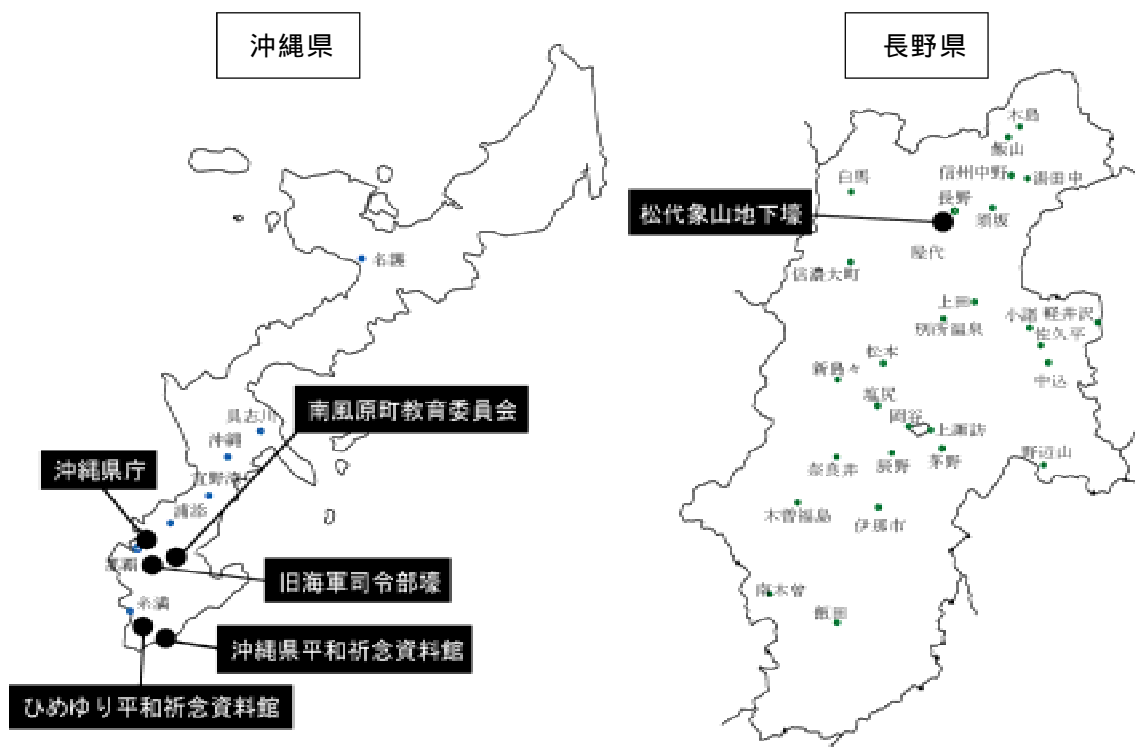 沖縄県
名護
具志川
沖縄
南風原町教育委員会
沖縄県庁
宜野湾
浦添
那覇
旧海軍司令部壕
糸満
沖縄県平和祈念資料館
ひめゆり平和祈念資料館
長野県
木島
飯山
信州中野
湯田中
白馬
長野
須坂
松代象山地下壕
屋代
信濃大町
上田
別所温泉
小諸
軽井沢
佐久平
中込
松本
新島々
塩尻
岡谷
上諏訪
茅野
辰野
奈良井
野辺山
木曽福島
伊那市
南木曽
飯田